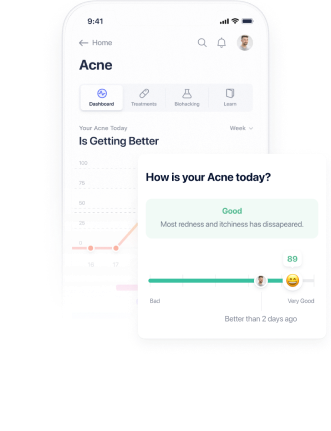 9:41
Home
Acne
Dashboard
Treatments
Biohacking
Learn
Your Acne Today
Week
Is Getting Better
100
75
50
25
0
16
17
How is your Acne today?
Good
Most redness and itchiness has dissapeared.
89
Bad
Very Good
Better than 2 days ago